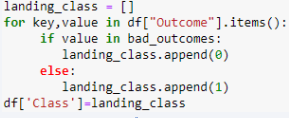 landing_class = []
for key,value in df["Outcome"].items():
    if value in bad_outcomes:
       landing_class.append(0)
    else:
       landing_class.append(1)
df['Class']=landing_class